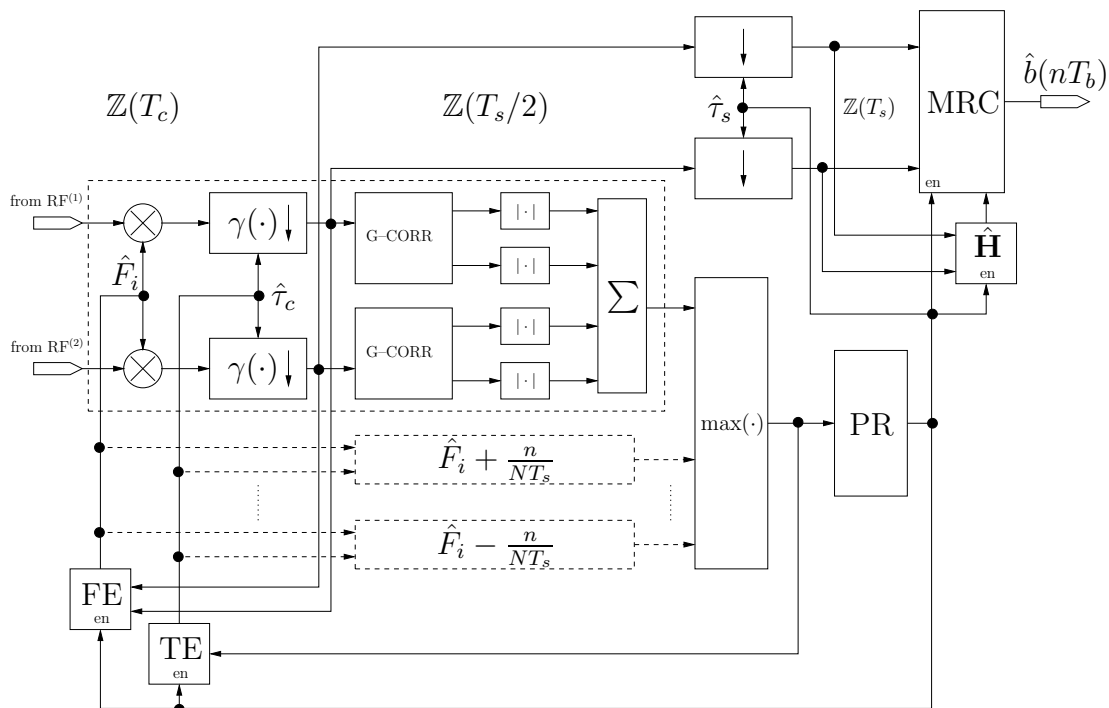 ℤ(T_c)
ℤ(T_s/2)
τ̂_s
ℤ(T_s)
MRC
en
b̂(nT_b)
from RF^(1)
γ(·) ↓
G–CORR
|·|
|·|
Ĥ
en
F̂_i
τ̂_c
∑
from RF^(2)
γ(·) ↓
G–CORR
|·|
|·|
max(·)
PR
F̂_i + n/NT_s
F̂_i − n/NT_s
FE
en
TE
en